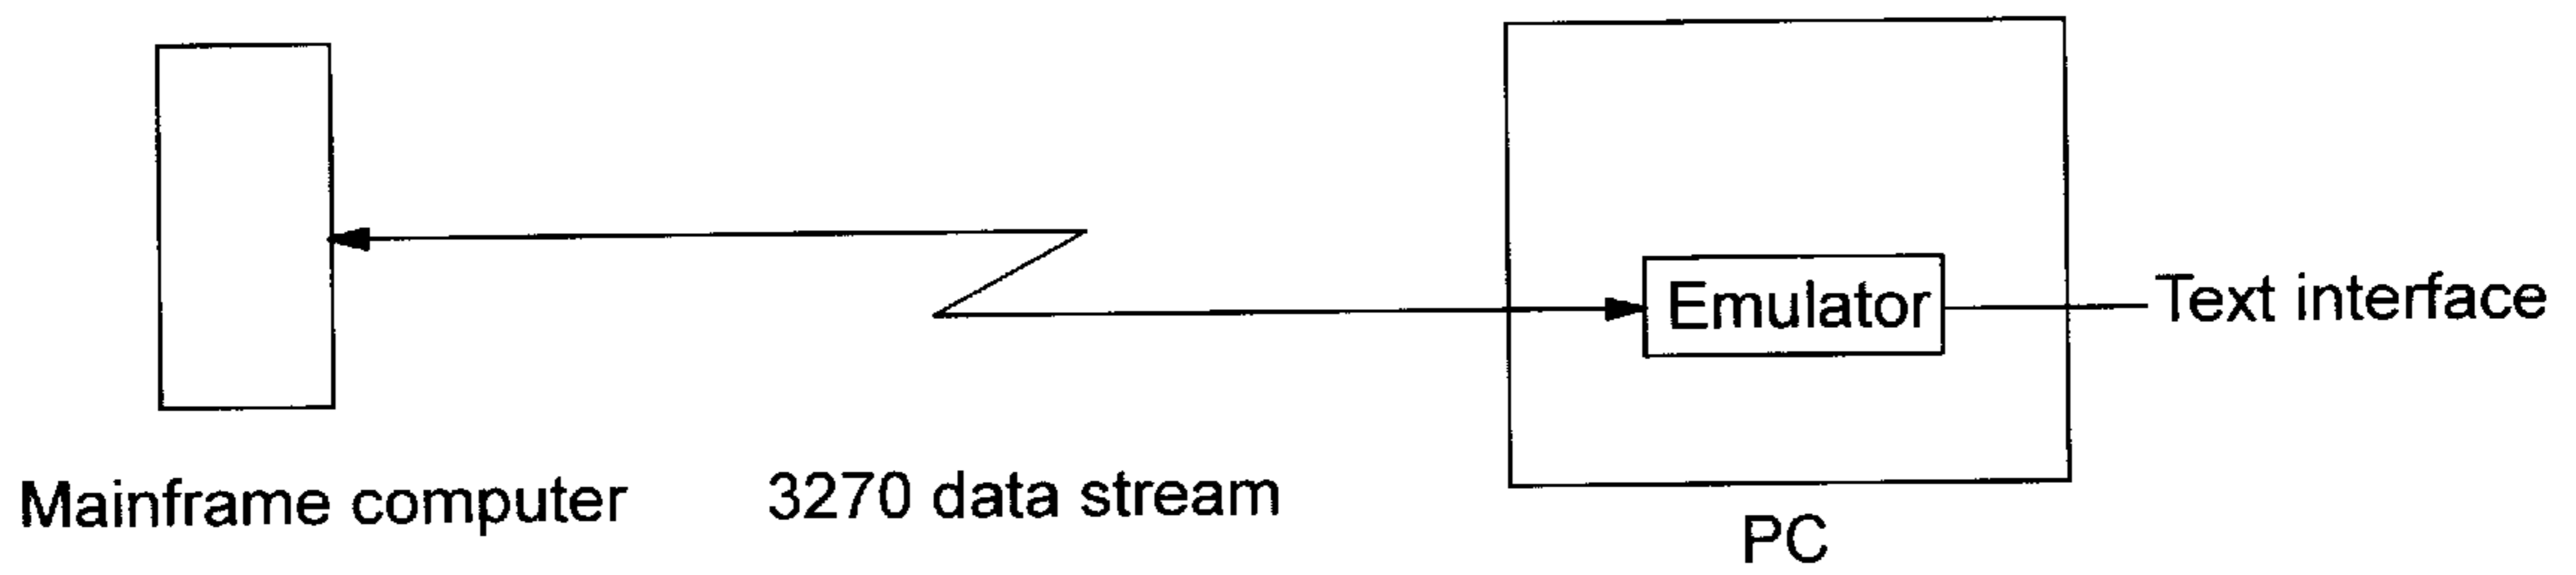 Emulator
Text interface
Mainframe computer
3270 data stream
PC